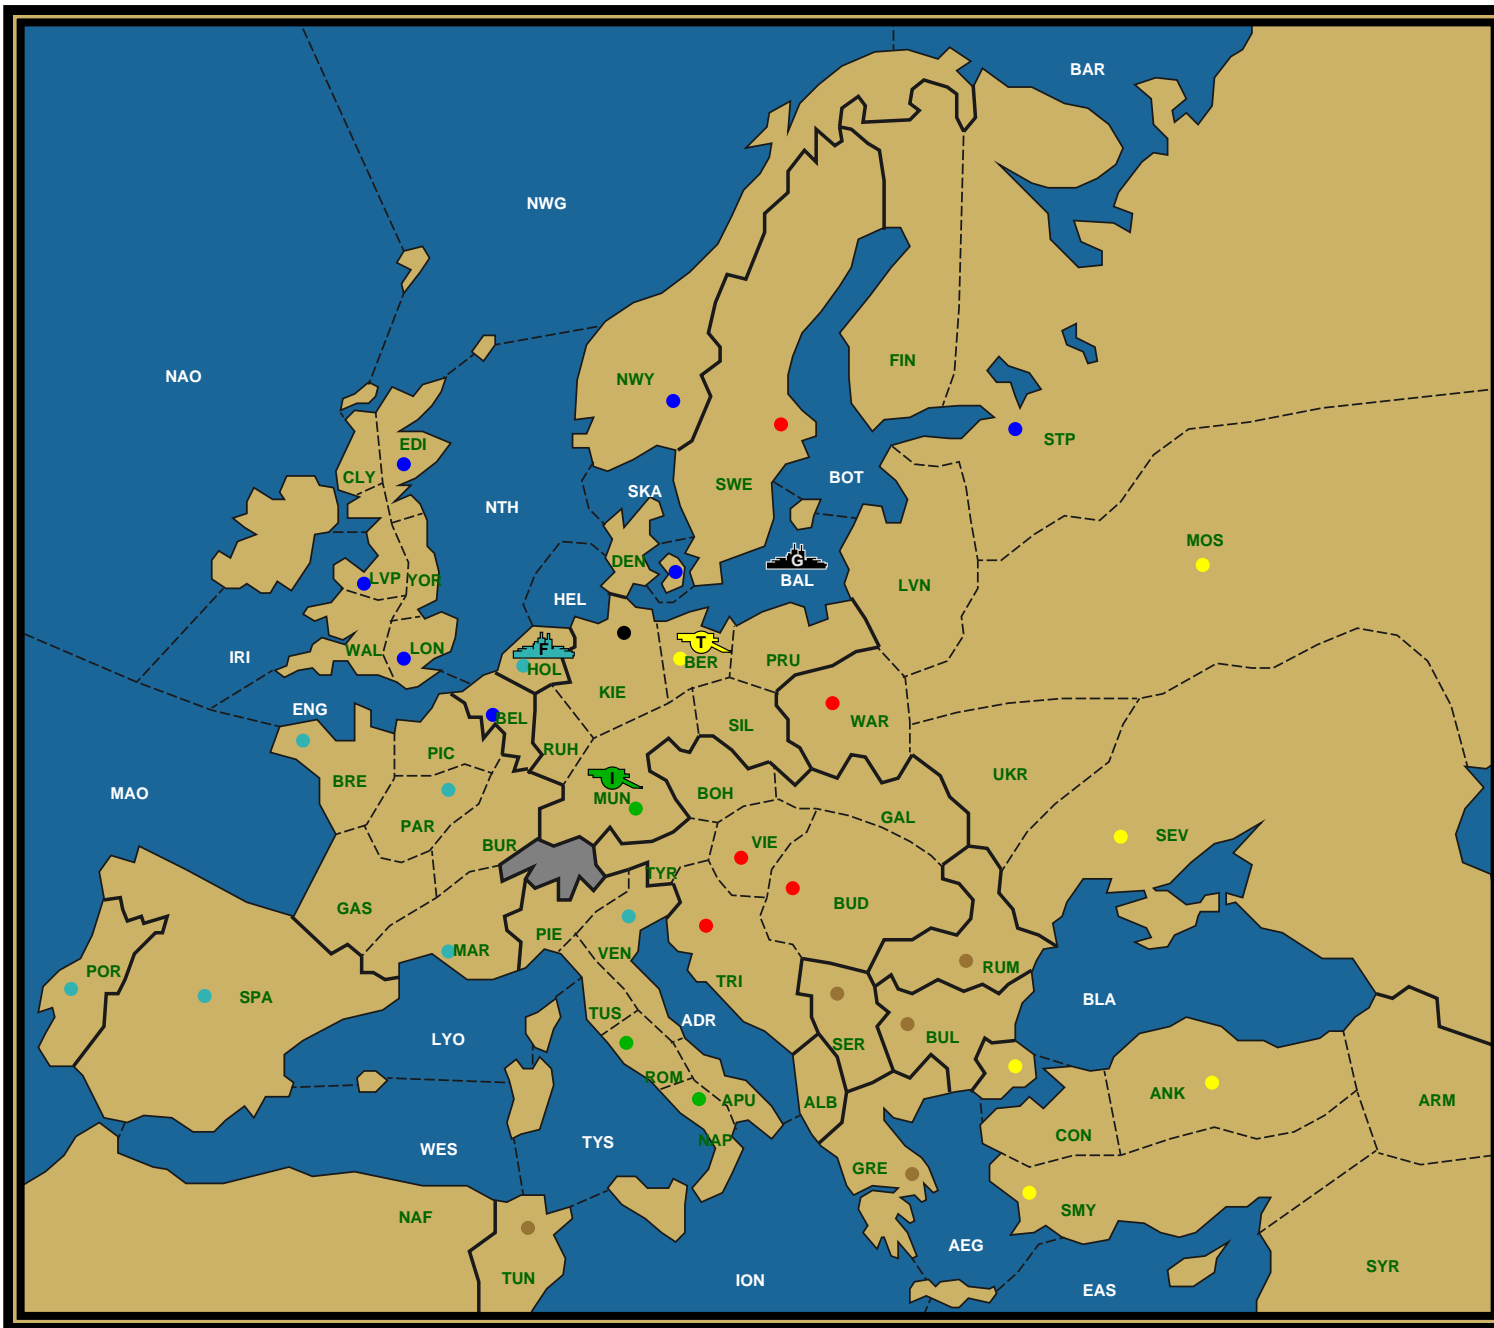 BAR
NWG
NAO
FIN
NWY
EDI
STP
CLY
SWE
BOT
SKA
NTH
MOS
G
DEN
LVP
YOR
BAL
LVN
HEL
T
F
WAL
LON
IRI
HOL
BER
PRU
KIE
ENG
BEL
WAR
SIL
PIC
RUH
UKR
I
BRE
MAO
MUN
BOH
GAL
PAR
SEV
BUR
VIE
TYR
BUD
GAS
PIE
MAR
VEN
POR
RUM
TRI
SPA
BLA
TUS
ADR
LYO
BUL
SER
ROM
ANK
APU
ALB
ARM
CON
NAP
TYS
WES
GRE
SMY
NAF
AEG
SYR
TUN
ION
EAS